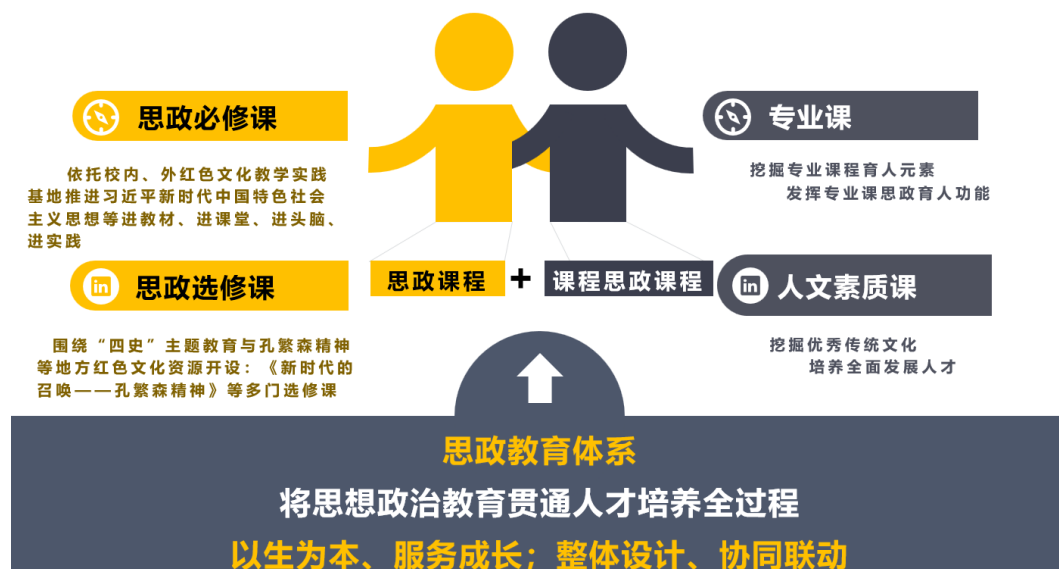 思政必修课
依托校内、外红色文化教学实践
基地推进习近平新时代中国特色社会
主义思想等进教材、进课堂、进头脑、
进实践
in 思政选修课
围绕“四史”主题教育与孔繁森精神
等地方红色文化资源开设：《新时代的
召唤——孔繁森精神》等多门选修课
思政课程 + 课程思政课程
专业课
挖掘专业课程育人元素
发挥专业课思政育人功能
in 人文素质课
挖掘优秀传统文化
培养全面发展人才
思政教育体系
将思想政治教育贯通人才培养全过程
以生为本、服务成长；整体设计、协同联动